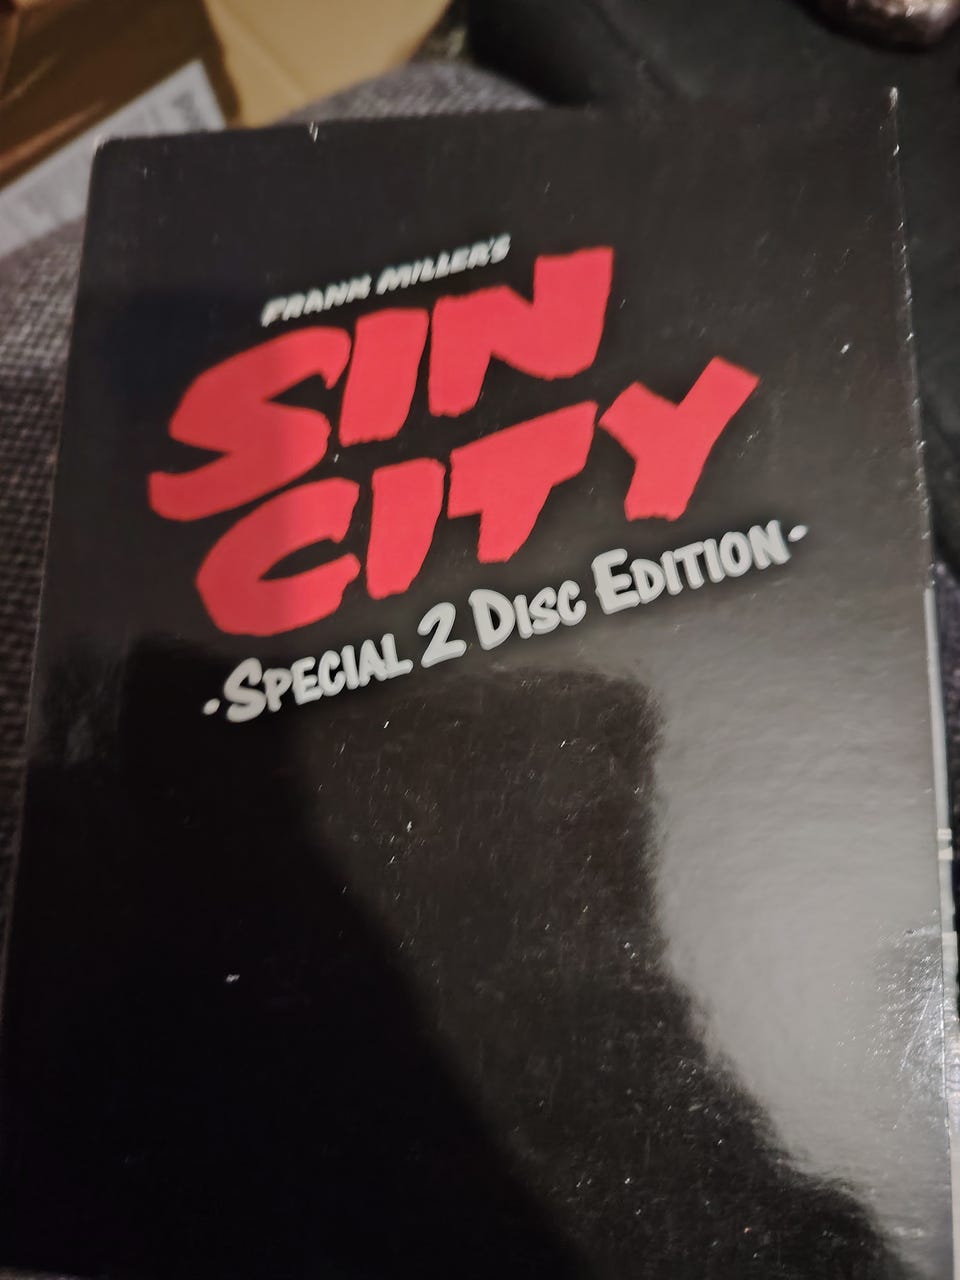 FRANK MILLER'S
SIN
CITY
·SPECIAL 2 DISC EDITION·